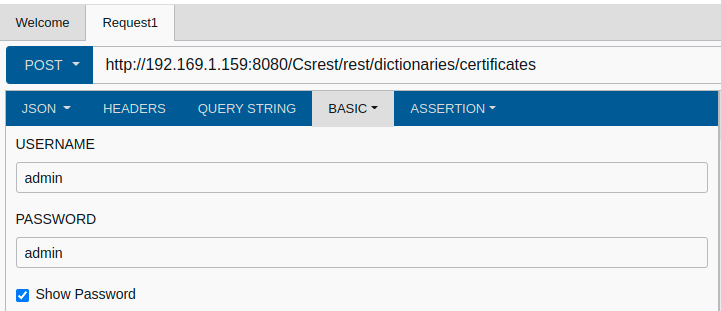 Welcome Request1
POST http://192.169.1.159:8080/Csrest/rest/dictionaries/certificates
JSON HEADERS QUERY STRING BASIC ASSERTION
USERNAME
admin
PASSWORD
admin
Show Password